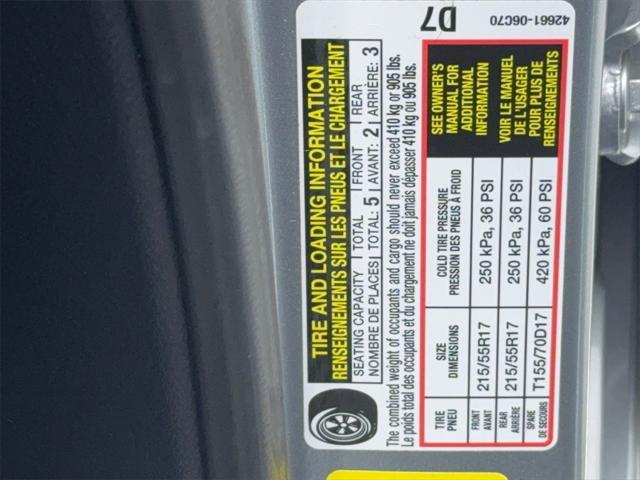 TIRE AND LOADING INFORMATION
RENSEIGNEMENTS SUR LES PNEUS ET LE CHARGEMENT
SEATING CAPACITY | TOTAL | FRONT | REAR
NOMBRE DE PLACES | TOTAL: 5 | AVANT: 2 | ARRIÈRE: 3
The combined weight of occupants and cargo should never exceed 410 kg or 905 lbs.
Le poids total des occupants et du chargement ne doit jamais dépasser 410 kg ou 905 lbs.
TIRE
PNEU
SIZE
DIMENSIONS
COLD TIRE PRESSURE
PRESSION DES PNEUS À FROID
FRONT
AVANT
215/55R17
250 kPa, 36 PSI
REAR
ARRIÈRE
215/55R17
250 kPa, 36 PSI
SPARE
DE SECOURS
T155/70D17
420 kPa, 60 PSI
SEE OWNER'S
MANUAL FOR
ADDITIONAL
INFORMATION
VOIR LE MANUEL
DE L'USAGER
POUR PLUS DE
RENSEIGNEMENTS
D7
42661-06C70